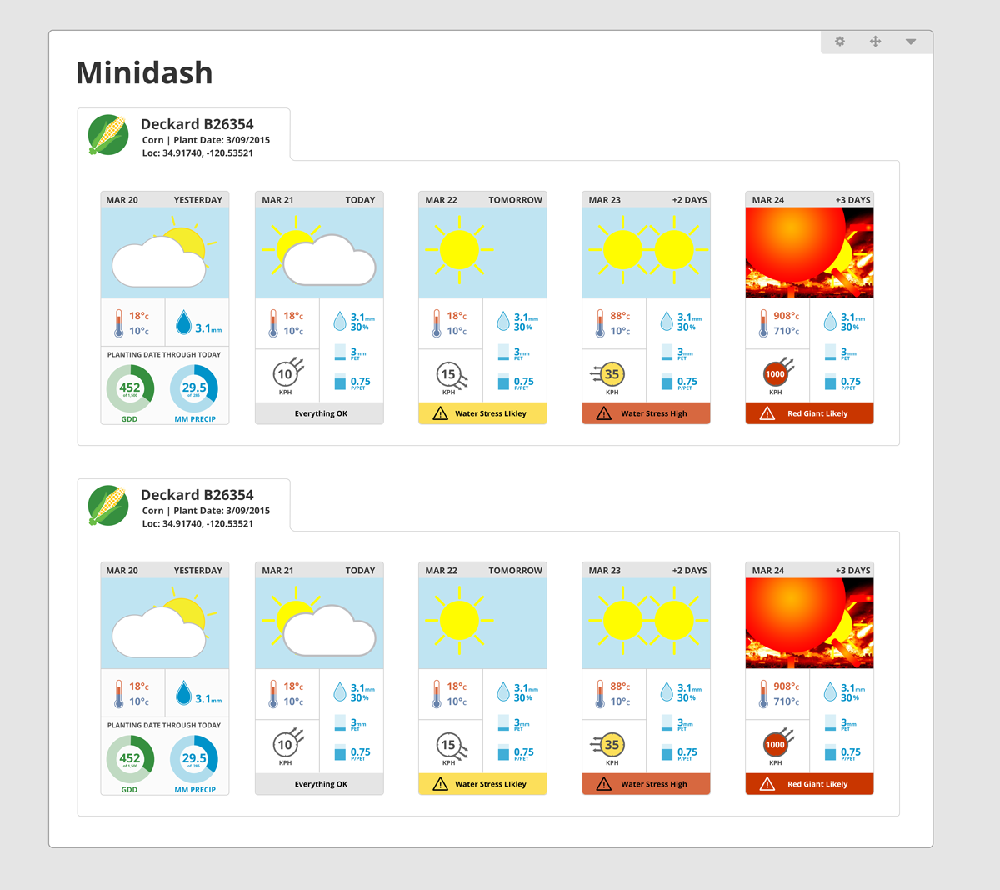 Minidash
Deckard B26354
Corn | Plant Date: 3/09/2015
Loc: 34.91740, -120.53521
MAR 20 YESTERDAY
18°C
10°C
3.1mm
PLANTING DATE THROUGH TODAY
452
of 1,500
GDD
29.5
of 285
MM PRECIP
MAR 21 TODAY
18°C
10°C
3.1mm
30%
10
KPH
3mm
PET
0.75
P/PET
Everything OK
MAR 22 TOMORROW
18°C
10°C
3.1mm
30%
15
KPH
3mm
PET
0.75
P/PET
Water Stress LIkley
MAR 23 +2 DAYS
88°C
10°C
3.1mm
30%
35
KPH
3mm
PET
0.75
P/PET
Water Stress High
MAR 24 +3 DAYS
908°C
710°C
3.1mm
30%
1000
KPH
3mm
PET
0.75
P/PET
Red Giant Likely
Deckard B26354
Corn | Plant Date: 3/09/2015
Loc: 34.91740, -120.53521
MAR 20 YESTERDAY
18°C
10°C
3.1mm
PLANTING DATE THROUGH TODAY
452
of 1,500
GDD
29.5
of 285
MM PRECIP
MAR 21 TODAY
18°C
10°C
3.1mm
30%
10
KPH
3mm
PET
0.75
P/PET
Everything OK
MAR 22 TOMORROW
18°C
10°C
3.1mm
30%
15
KPH
3mm
PET
0.75
P/PET
Water Stress LIkley
MAR 23 +2 DAYS
88°C
10°C
3.1mm
30%
35
KPH
3mm
PET
0.75
P/PET
Water Stress High
MAR 24 +3 DAYS
908°C
710°C
3.1mm
30%
1000
KPH
3mm
PET
0.75
P/PET
Red Giant Likely